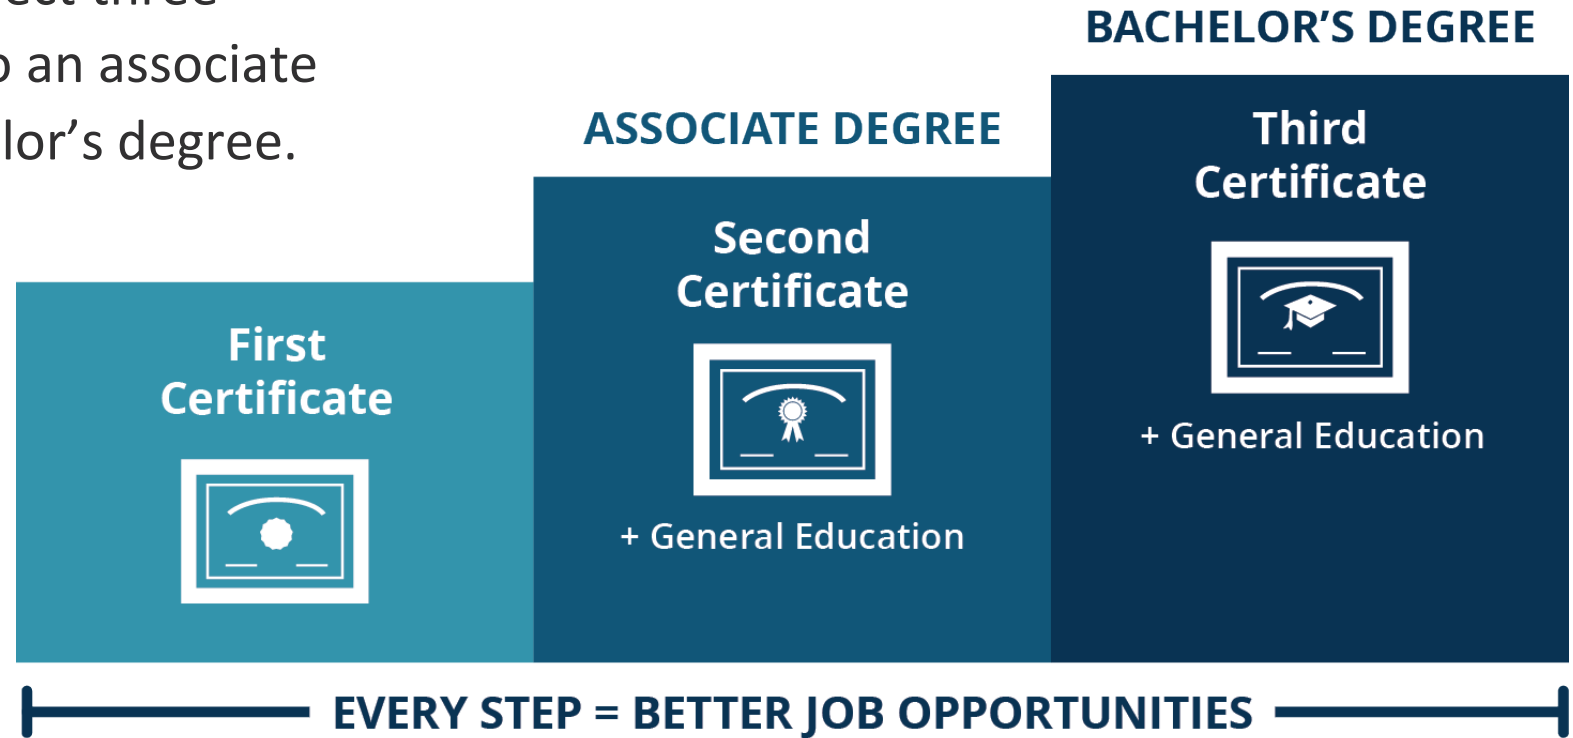 three
an associate
degree.
BACHELOR’S DEGREE
ASSOCIATE DEGREE
Third
Certificate
+ General Education
Second
Certificate
+ General Education
First
Certificate
EVERY STEP = BETTER JOB OPPORTUNITIES